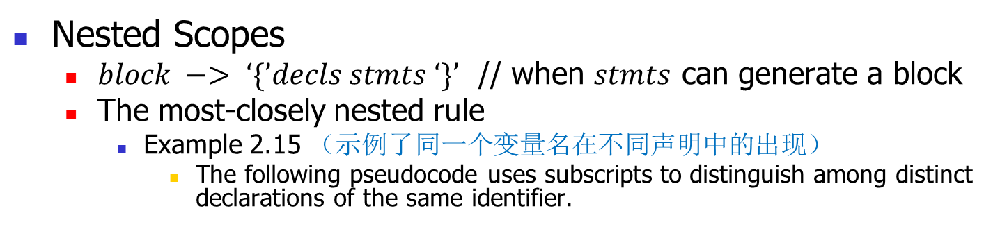 Nested Scopes
block −> ‘{’decls stmts ‘}’ // when stmts can generate a block
The most-closely nested rule
Example 2.15 （示例了同一个变量名在不同声明中的出现）
The following pseudocode uses subscripts to distinguish among distinct
declarations of the same identifier.